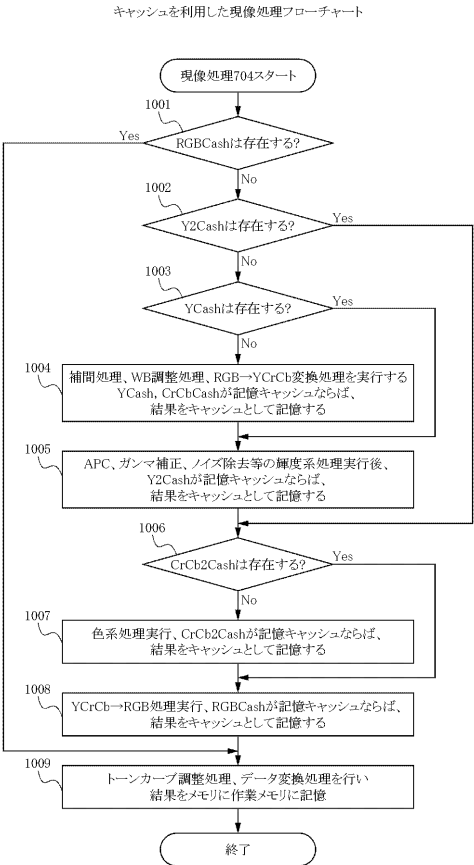 キャッシュを利用した現像処理フローチャート
現像処理704スタート
1001
Yes
RGBCashは存在する?
No
1002
Y2Cashは存在する?
Yes
No
1003
YCashは存在する?
Yes
No
1004
補間処理、WB調整処理、RGB→YCrCb変換処理を実行する
YCash, CrCbCashが記憶キャッシュならば、
結果をキャッシュとして記憶する
1005
APC、ガンマ補正、ノイズ除去等の輝度系処理実行後、
Y2Cashが記憶キャッシュならば、
結果をキャッシュとして記憶する
1006
CrCb2Cashは存在する?
Yes
No
1007
色系処理実行、CrCb2Cashが記憶キャッシュならば、
結果をキャッシュとして記憶する
1008
YCrCb→RGB処理実行、RGBCashが記憶キャッシュならば、
結果をキャッシュとして記憶する
1009
トーンカーブ調整処理、データ変換処理を行い
結果をメモリに作業メモリに記憶
終了